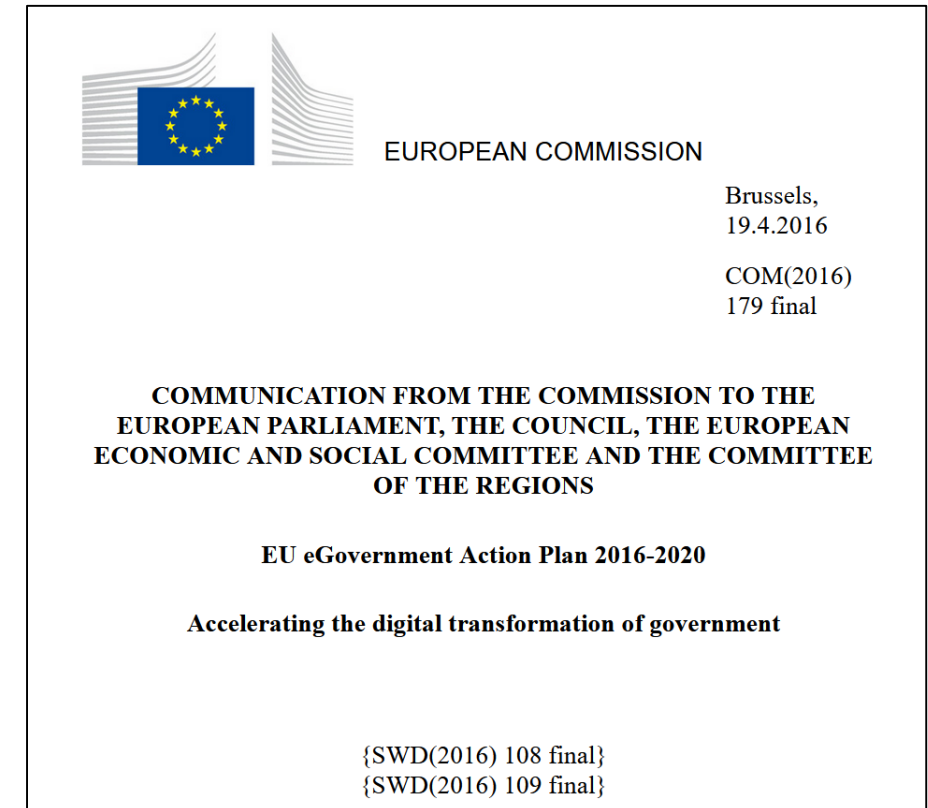 EUROPEAN COMMISSION
Brussels,
19.4.2016
COM(2016)
179 final
COMMUNICATION FROM THE COMMISSION TO THE
EUROPEAN PARLIAMENT, THE COUNCIL, THE EUROPEAN
ECONOMIC AND SOCIAL COMMITTEE AND THE COMMITTEE
OF THE REGIONS
EU eGovernment Action Plan 2016-2020
Accelerating the digital transformation of government
{SWD(2016) 108 final}
{SWD(2016) 109 final}